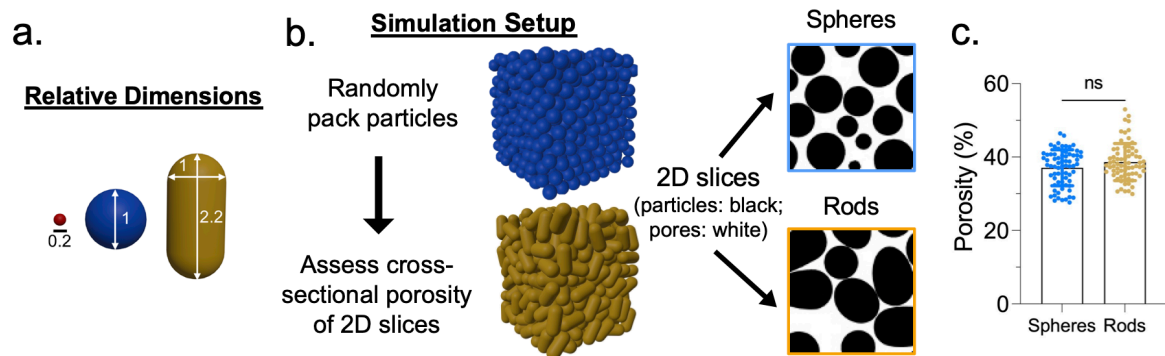 a.
Relative Dimensions
0.2
1
1
2.2
b.
Simulation Setup
Randomly
pack particles
Assess cross-
sectional porosity
of 2D slices
2D slices
(particles: black;
pores: white)
Spheres
Rods
c.
Porosity (%)
60
40
20
0
ns
Spheres
Rods